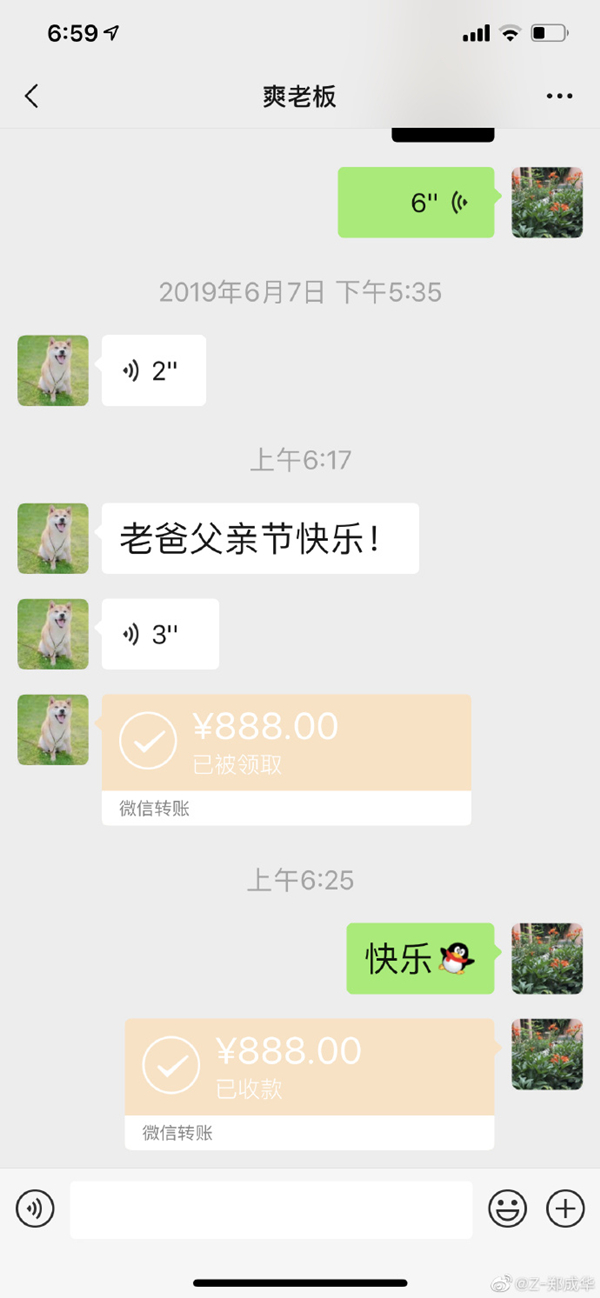 6:59
爽老板
6''
2019年6月7日 下午5:35
2''
上午6:17
老爸父亲节快乐！
3''
¥888.00
已被领取
微信转账
上午6:25
快乐
¥888.00
已收款
微信转账
@Z-郑成华